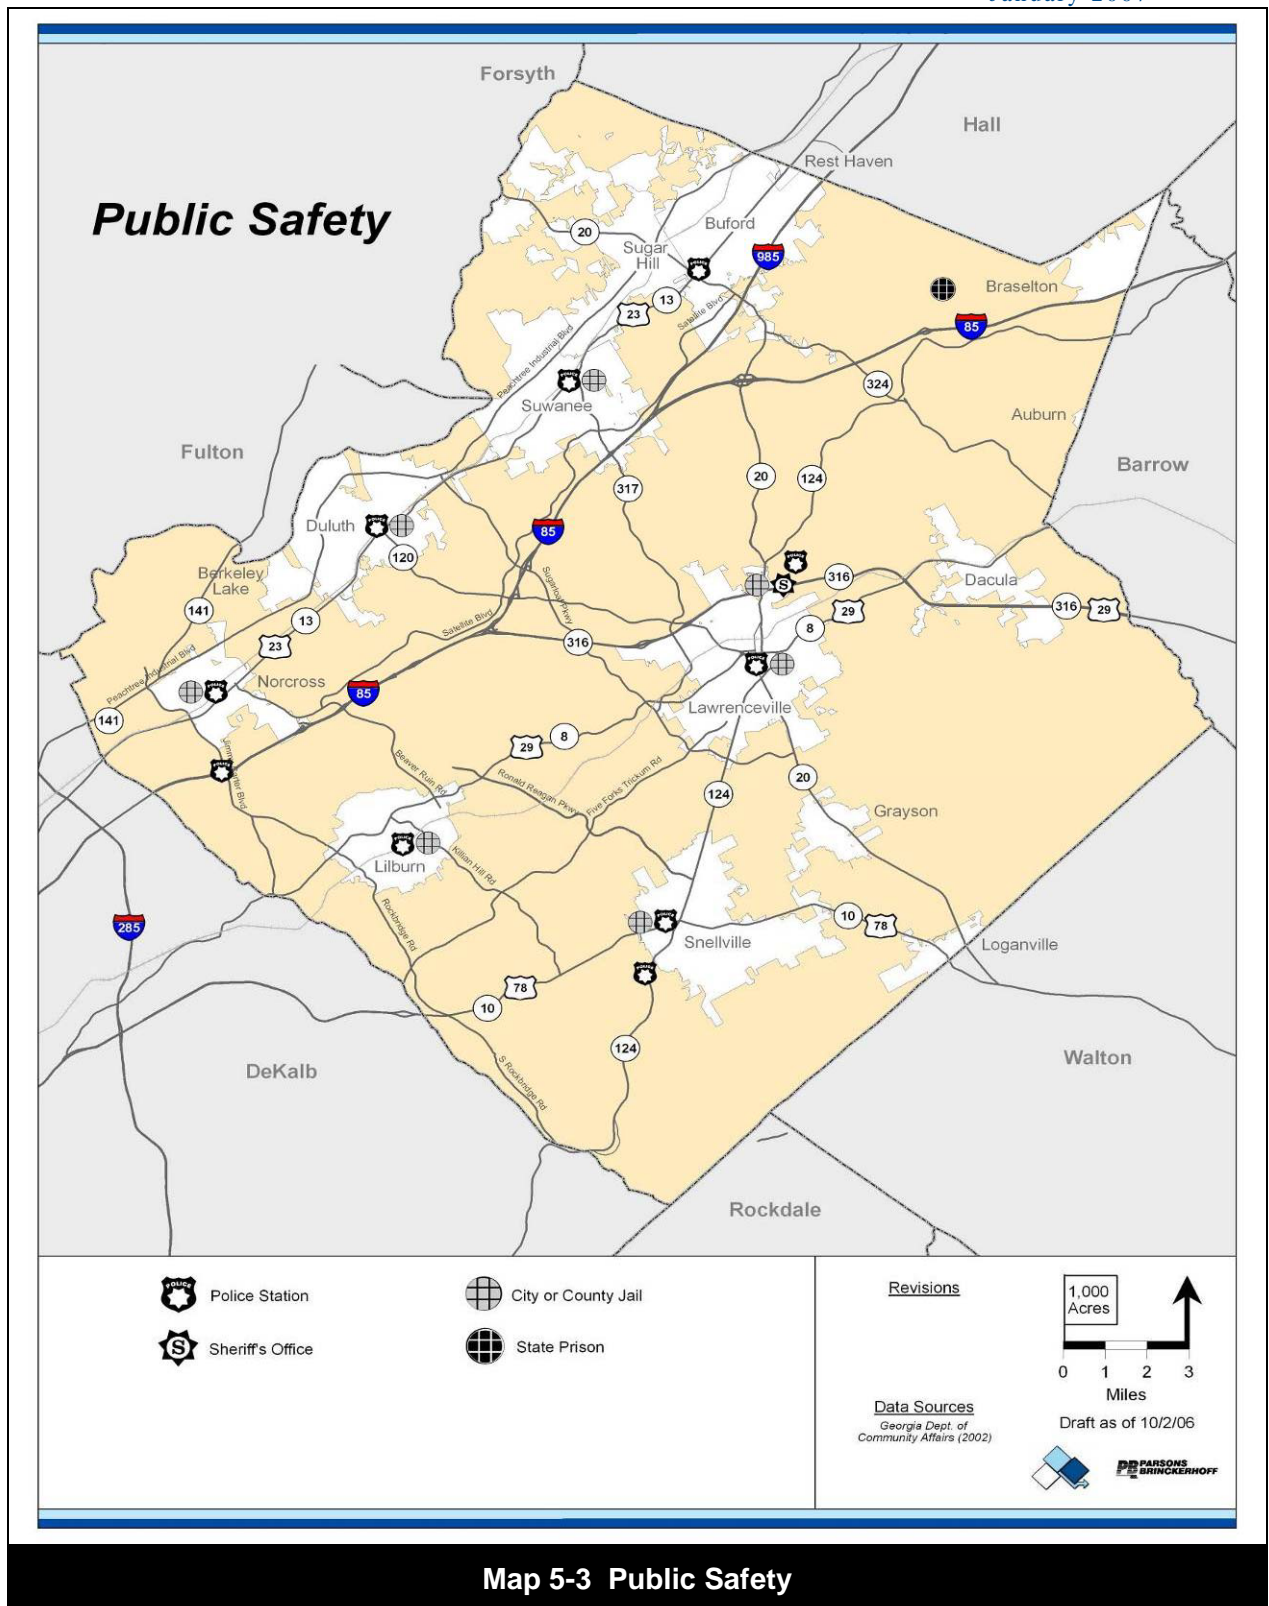 January 2007
Forsyth
Hall
Rest Haven
Public Safety
Buford
20
Sugar
Hill
985
Braselton
13
23
Satellite Blvd
85
Peachtree Industrial Blvd
324
Suwanee
Auburn
Fulton
Barrow
20
124
317
Duluth
85
120
Berkeley
Lake
S
316
Dacula
Sugarloaf Pkwy
141
316
29
29
13
Satellite Blvd
8
23
316
Peachtree Industrial Blvd
Norcross
85
141
Lawrenceville
8
29
Jimmy Carter Blvd
Beaver Ruin Rd
Ronald Reagan Pkwy
Five Forks Trickum Rd
20
124
Grayson
Killian Hill Rd
Lilburn
Rockbridge Rd
285
10
78
Snellville
Loganville
78
10
124
DeKalb
Walton
S Rockbridge Rd
Rockdale
POLICE
Police Station
City or County Jail
S
Sheriff's Office
State Prison
Revisions
1,000
Acres
0 1 2 3
Miles
Data Sources
Georgia Dept. of
Community Affairs (2002)
Draft as of 10/2/06
PB PARSONS
BRINCKERHOFF
Map 5-3 Public Safety